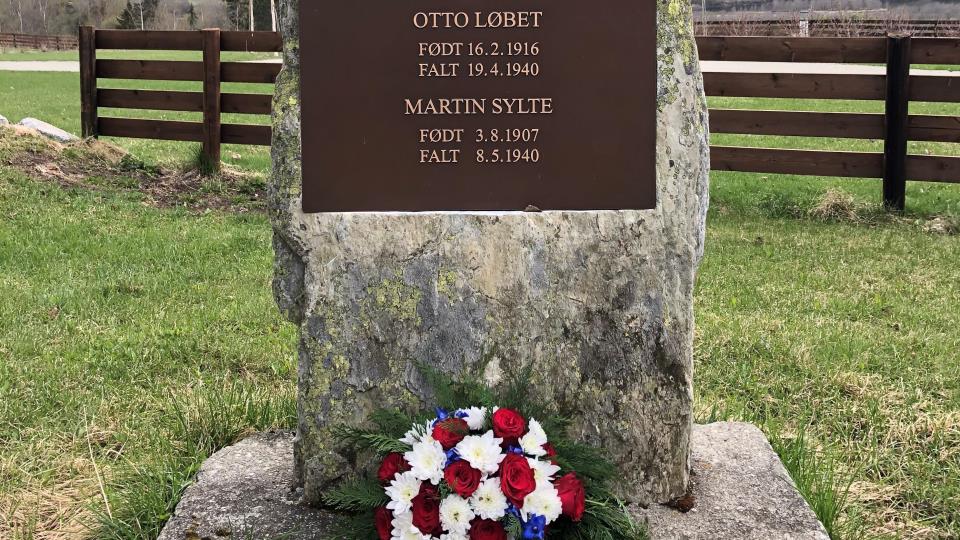 OTTO LØBET
FØDT 16.2.1916
FALT 19.4.1940
MARTIN SYLTE
FØDT 3.8.1907
FALT 8.5.1940